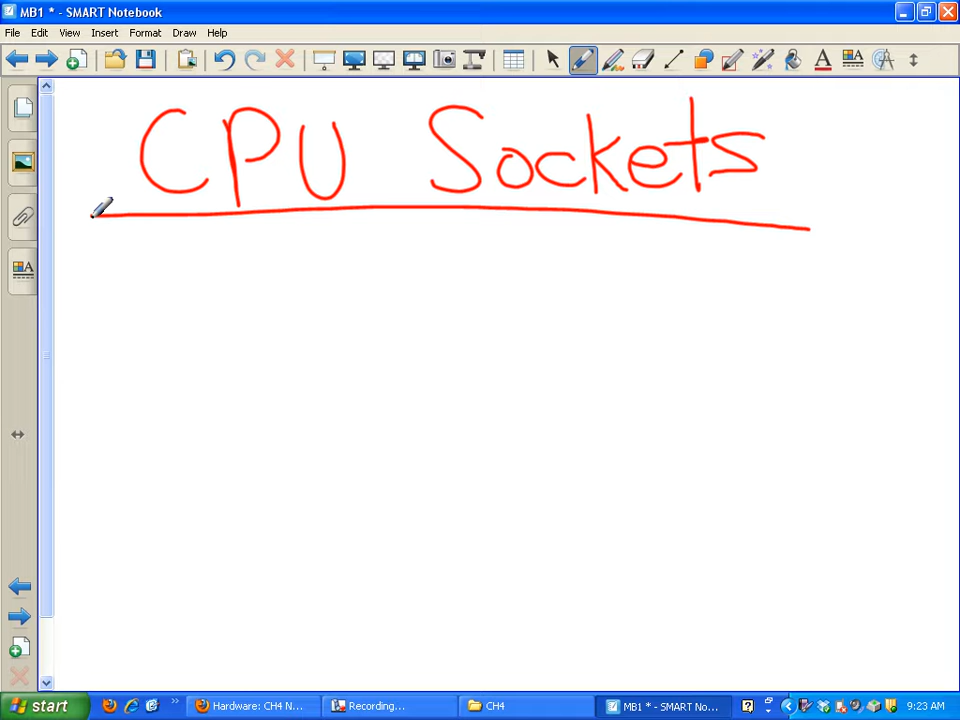 MB1 * - SMART Notebook
File Edit View Insert Format Draw Help
CPU Sockets
start
Hardware: CH4 N...
Recording...
CH4
MB1 * - SMART No...
9:23 AM